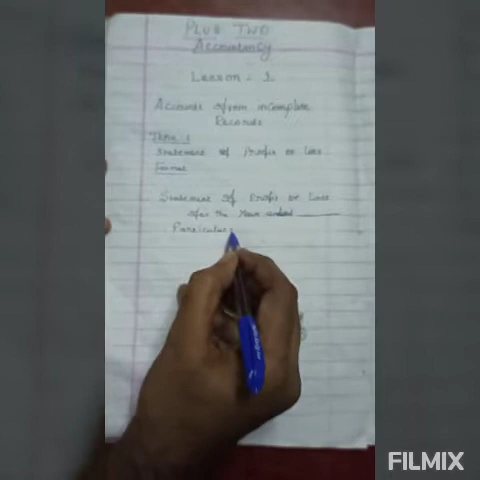 PLUS TWO
Accountancy
Lesson - 1
Accounts from incomplete
Records
Topic :
Statement of Profit or Loss
Format
Statement of Profit or Loss
for the Year ended
Particulars
FILMIX